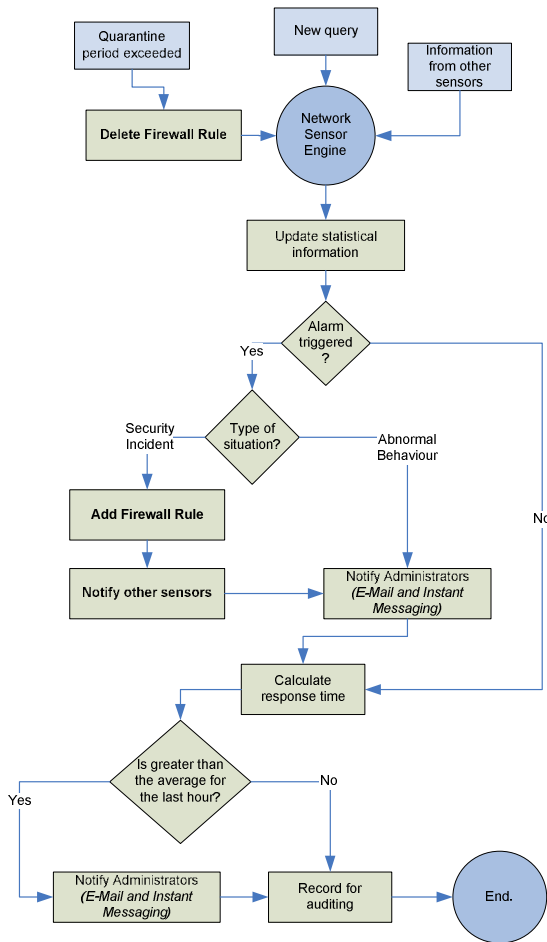 Quarantine
period exceeded
New query
Information
from other
sensors
Delete Firewall Rule
Network
Sensor
Engine
Update statistical
information
Alarm
triggered
?
Yes
Type of
situation?
Security
Incident
Abnormal
Behaviour
Add Firewall Rule
No
Notify other sensors
Notify Administrators
(E-Mail and Instant
Messaging)
Calculate
response time
Is greater than
the average for
the last hour?
Yes
No
Notify Administrators
(E-Mail and Instant
Messaging)
Record for
auditing
End.